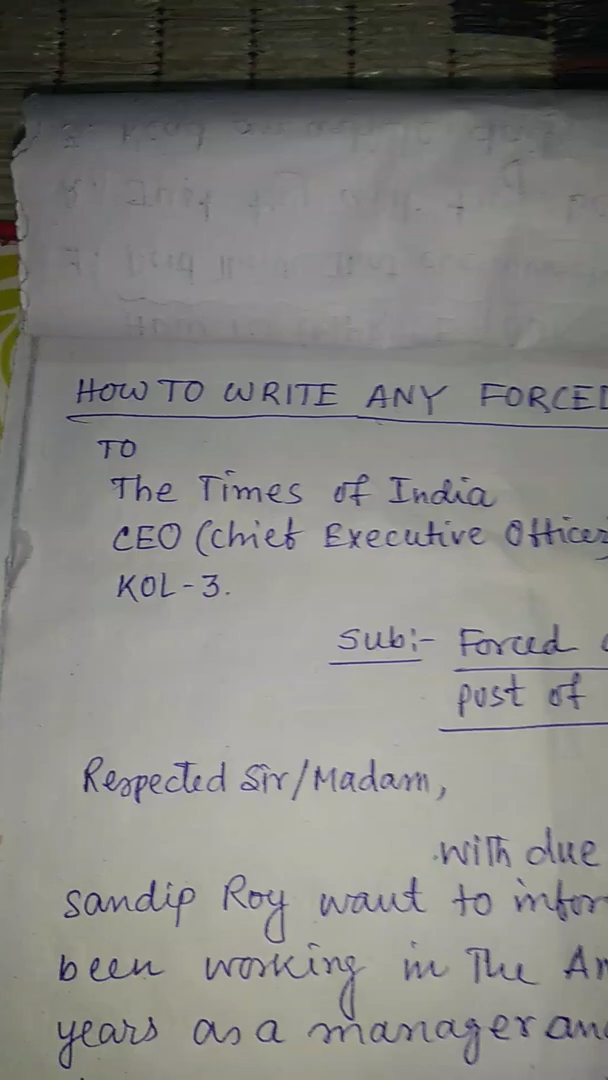 HOW TO WRITE ANY FORCED
TO
The Times of India
CEO (Chief Executive Officer)
KOL-3.
Sub:- Forced
post of
Respected Sir/Madam,
with due
Sandip Roy want to infor
been working in The An
years as a manager and